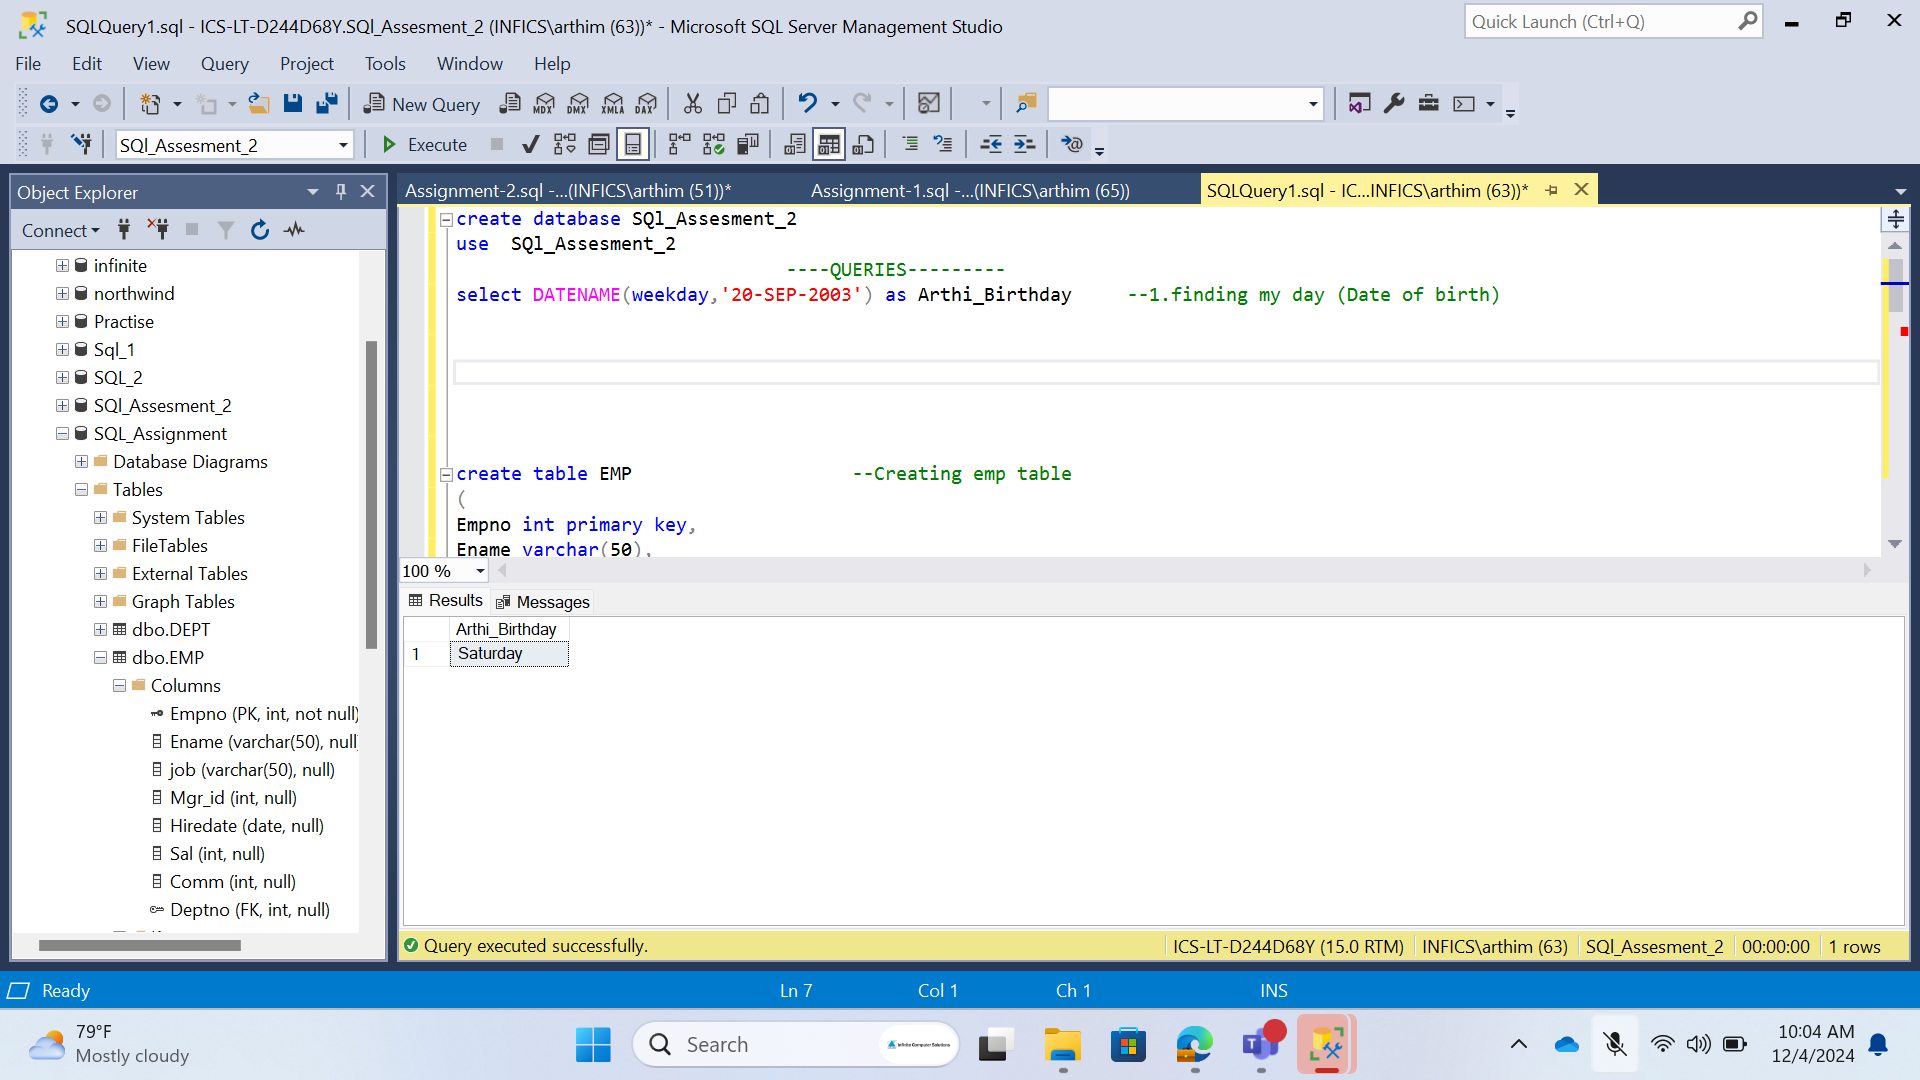 SQLQuery1.sql - ICS-LT-D244D68Y.SQl_Assesment_2 (INFICS\arthim (63))* - Microsoft SQL Server Management Studio
Quick Launch (Ctrl+Q)
File Edit View Query Project Tools Window Help
New Query MDX DMX XMLA DAX
SQl_Assesment_2 Execute
Object Explorer
Connect
infinite
northwind
Practise
Sql_1
SQL_2
SQl_Assesment_2
SQL_Assignment
Database Diagrams
Tables
System Tables
FileTables
External Tables
Graph Tables
dbo.DEPT
dbo.EMP
Columns
Empno (PK, int, not null)
Ename (varchar(50), null
job (varchar(50), null)
Mgr_id (int, null)
Hiredate (date, null)
Sal (int, null)
Comm (int, null)
Deptno (FK, int, null)
Assignment-2.sql -...(INFICS\arthim (51))* Assignment-1.sql -...(INFICS\arthim (65)) SQLQuery1.sql - IC...INFICS\arthim (63))*
create database SQl_Assesment_2
use SQl_Assesment_2
----QUERIES---------
select DATENAME(weekday,'20-SEP-2003') as Arthi_Birthday --1.finding my day (Date of birth)
create table EMP --Creating emp table
(
Empno int primary key,
Ename varchar(50),
100 %
Results Messages
Arthi_Birthday
1 Saturday
Query executed successfully. ICS-LT-D244D68Y (15.0 RTM) INFICS\arthim (63) SQl_Assesment_2 00:00:00 1 rows
Ready Ln 7 Col 1 Ch 1 INS
79°F
Mostly cloudy
Search
Infinite Computer Solutions
10:04 AM
12/4/2024